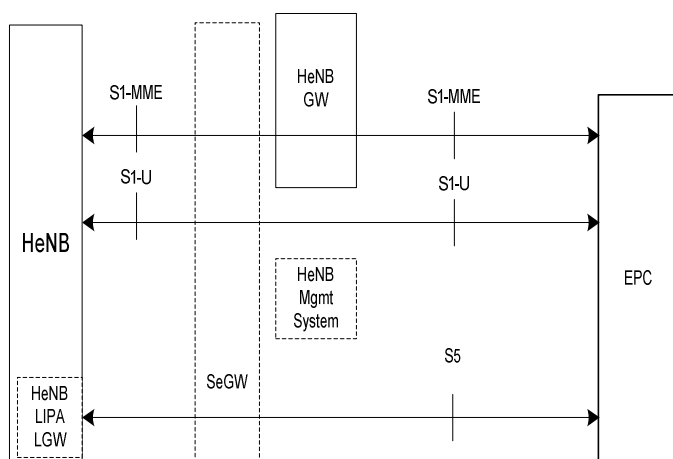 HeNB
GW
S1-MME
S1-MME
S1-U
S1-U
HeNB
HeNB
Mgmt
System
EPC
S5
SeGW
HeNB
LIPA
LGW